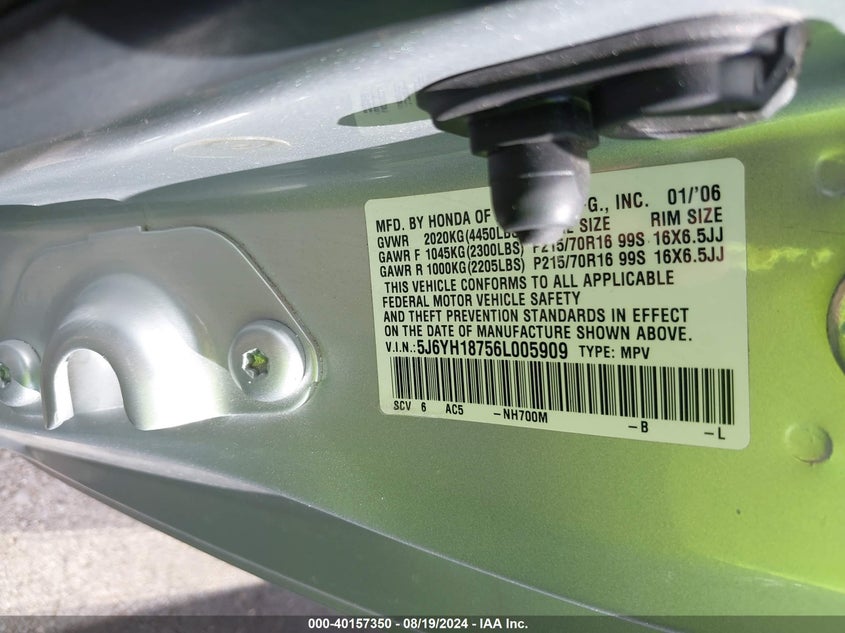 MFD. BY HONDA OF G., INC. 01/'06
GVWR 2020KG(4450LBS SIZE RIM SIZE
GAWR F 1045KG(2300LBS) P215/70R16 99S 16X6.5JJ
GAWR R 1000KG(2205LBS) P215/70R16 99S 16X6.5JJ
THIS VEHICLE CONFORMS TO ALL APPLICABLE
FEDERAL MOTOR VEHICLE SAFETY
AND THEFT PREVENTION STANDARDS IN EFFECT
ON THE DATE OF MANUFACTURE SHOWN ABOVE.
V.I.N.: 5J6YH18756L005909 TYPE: MPV
SCV 6 AC5 -NH700M -B -L
000-40157350 - 08/19/2024 - IAA Inc.